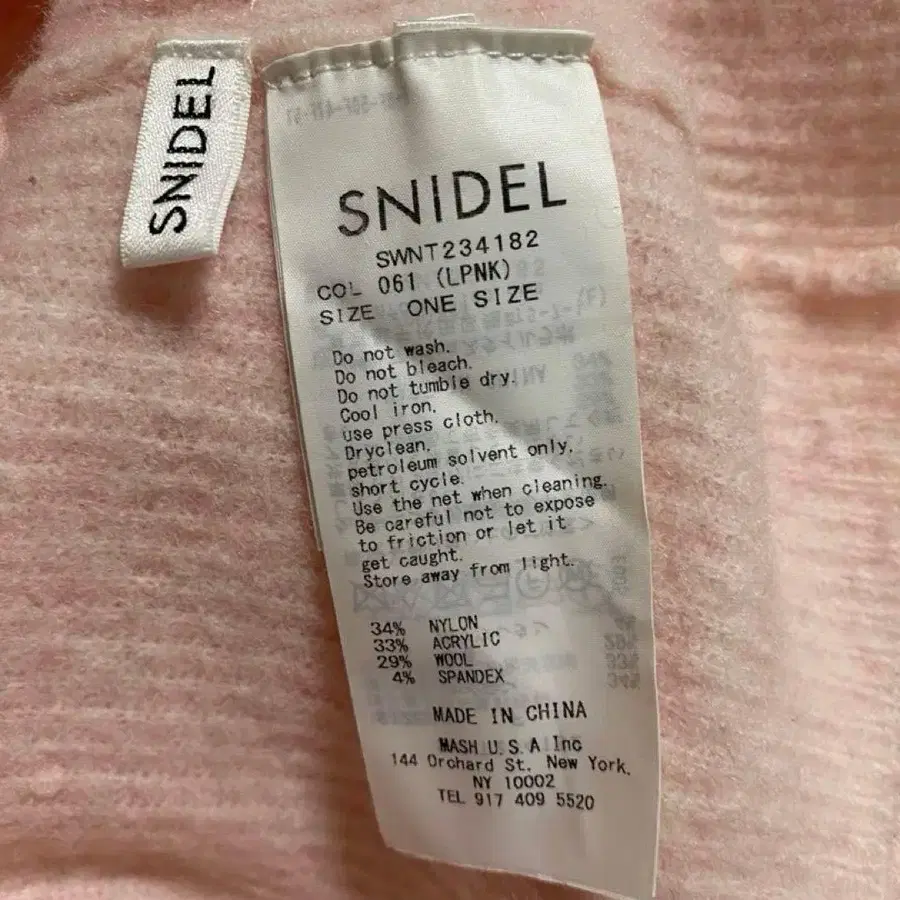 SNIDEL
SNIDEL
SWNT234182
COL 061 (LPNK)
SIZE ONE SIZE
Do not wash.
Do not bleach.
Do not tumble dry.
Cool iron.
use press cloth.
Dryclean.
petroleum solvent only.
short cycle.
Use the net when cleaning.
Be careful not to expose
to friction or let it
get caught.
Store away from light.
34% NYLON
33% ACRYLIC
29% WOOL
4% SPANDEX
MADE IN CHINA
MASH U.S.A Inc
144 Orchard St. New York,
NY 10002
TEL 917 409 5520